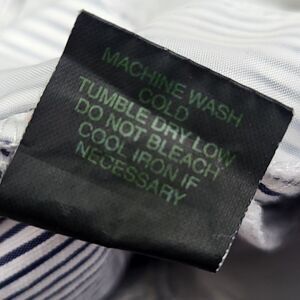 MACHINE WASH
COLD
TUMBLE DRY LOW
DO NOT BLEACH
COOL IRON IF
NECESSARY